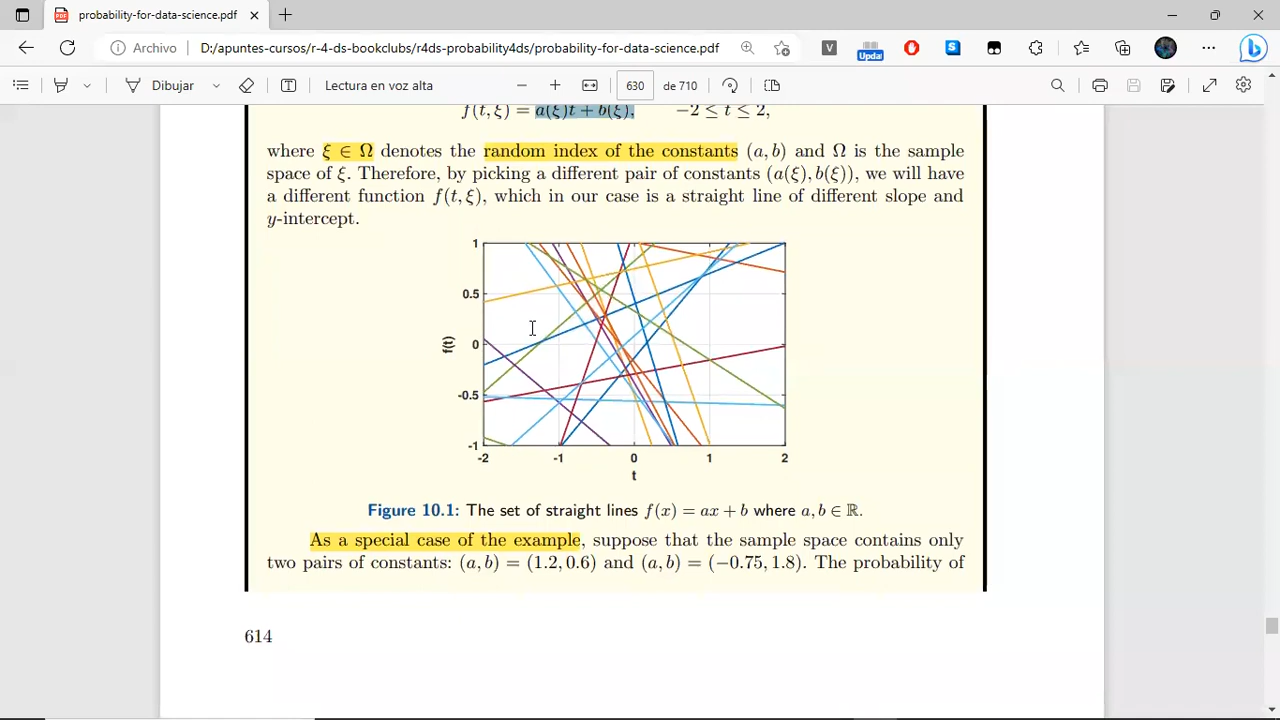 probability-for-data-science.pdf
Archivo D:/apuntes-cursos/r-4-ds-bookclubs/r4ds-probability4ds/probability-for-data-science.pdf
V
Updat
S
Dibujar
Lectura en voz alta
630 de 710
f(t, ξ) = a(ξ)t + b(ξ), −2 ≤ t ≤ 2,
where ξ ∈ Ω denotes the random index of the constants (a, b) and Ω is the sample
space of ξ. Therefore, by picking a different pair of constants (a(ξ), b(ξ)), we will have
a different function f(t, ξ), which in our case is a straight line of different slope and
y-intercept.
1
0.5
0
-0.5
-1
f(t)
-2 -1 0 1 2
t
Figure 10.1: The set of straight lines f(x) = ax + b where a, b ∈ ℝ.
As a special case of the example, suppose that the sample space contains only
two pairs of constants: (a, b) = (1.2, 0.6) and (a, b) = (−0.75, 1.8). The probability of
614